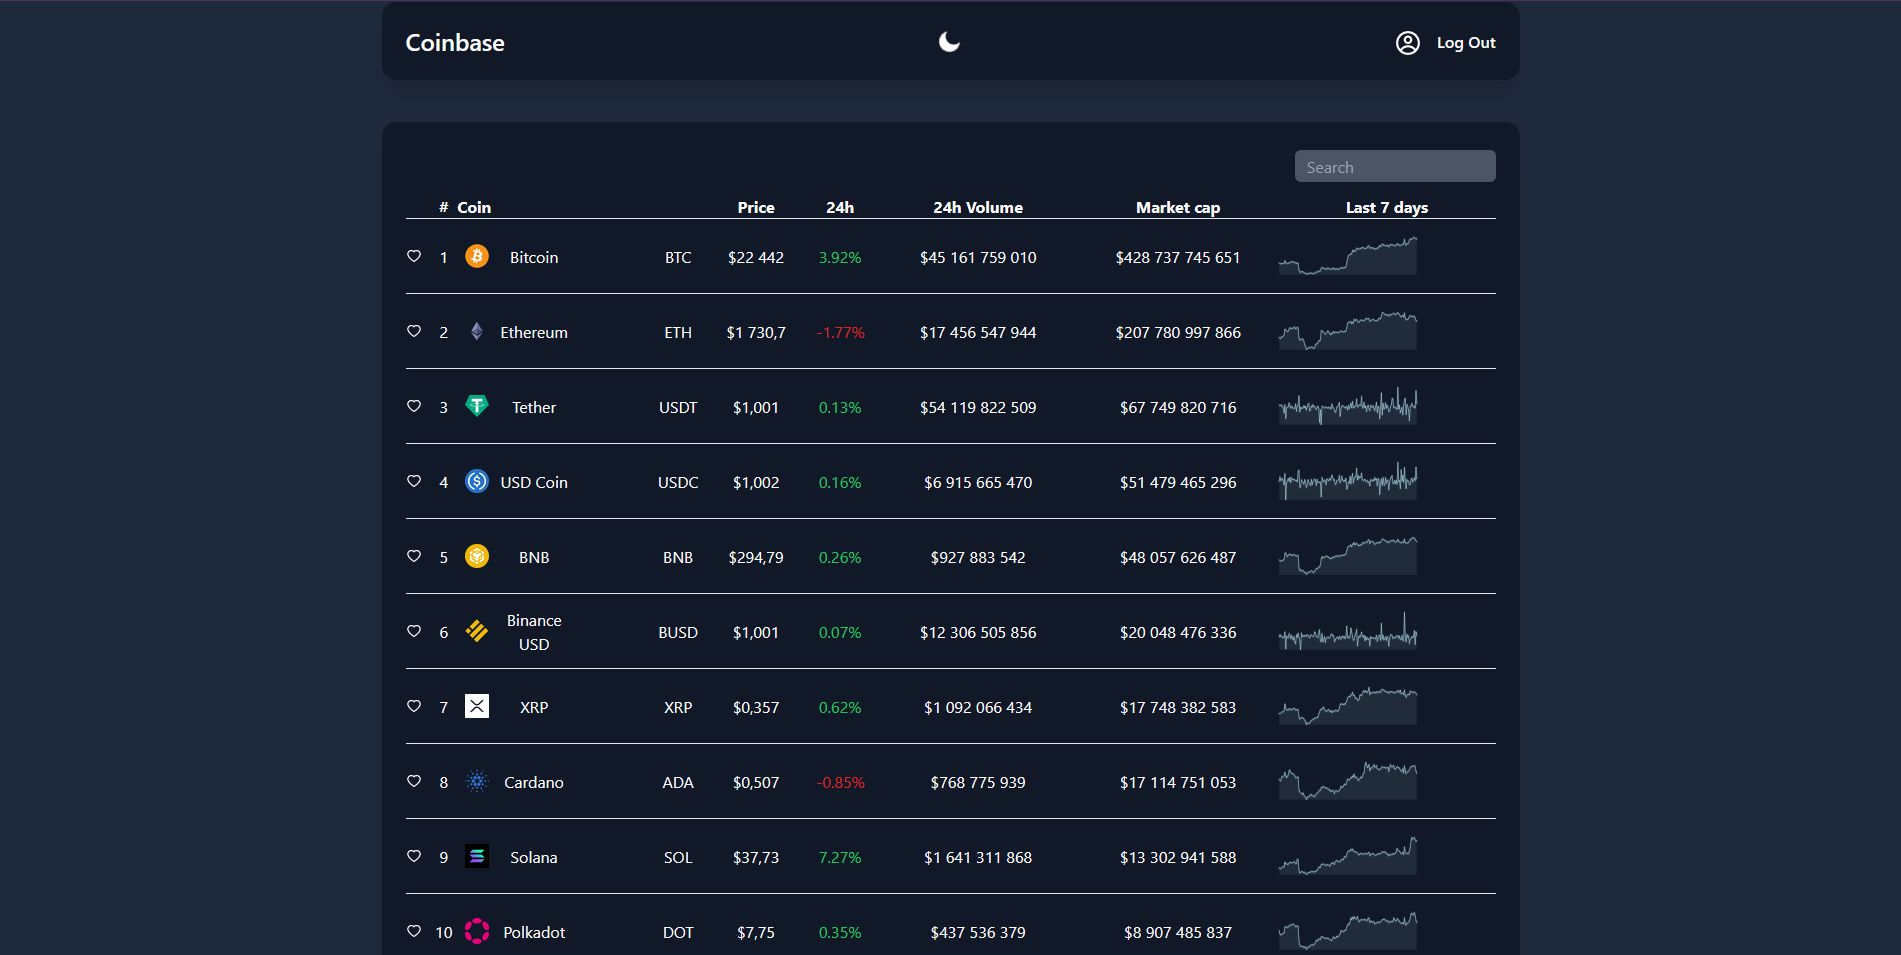 Coinbase
Log Out
Search
# Coin Price 24h 24h Volume Market cap Last 7 days
1 Bitcoin BTC $22 442 3.92% $45 161 759 010 $428 737 745 651
2 Ethereum ETH $1 730,7 -1.77% $17 456 547 944 $207 780 997 866
3 Tether USDT $1,001 0.13% $54 119 822 509 $67 749 820 716
4 USD Coin USDC $1,002 0.16% $6 915 665 470 $51 479 465 296
5 BNB BNB $294,79 0.26% $927 883 542 $48 057 626 487
6 Binance USD BUSD $1,001 0.07% $12 306 505 856 $20 048 476 336
7 XRP XRP $0,357 0.62% $1 092 066 434 $17 748 382 583
8 Cardano ADA $0,507 -0.85% $768 775 939 $17 114 751 053
9 Solana SOL $37,73 7.27% $1 641 311 868 $13 302 941 588
10 Polkadot DOT $7,75 0.35% $437 536 379 $8 907 485 837